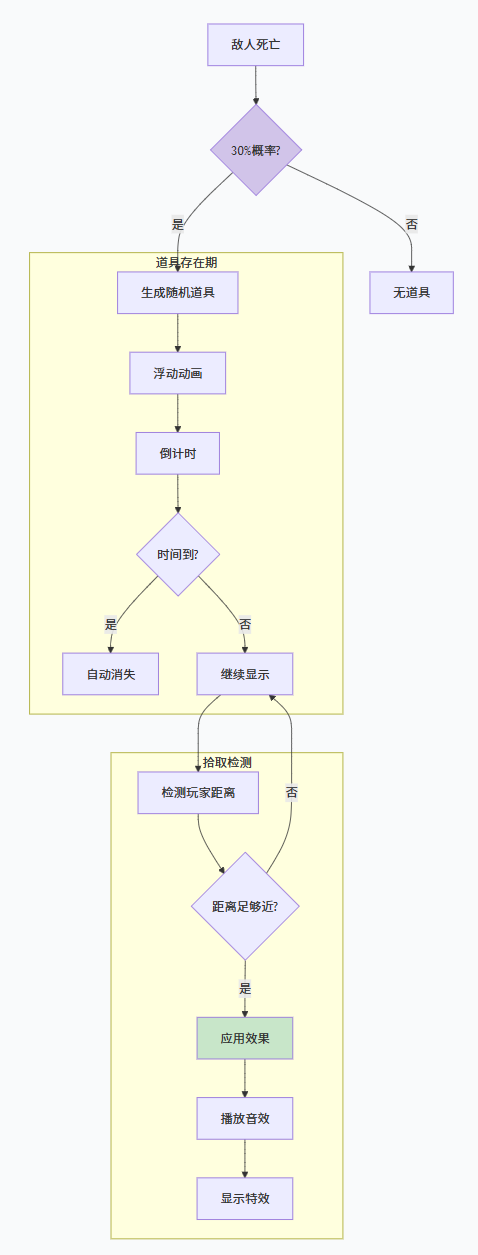 敌人死亡
30%概率?
是
否
道具存在期
生成随机道具
无道具
浮动动画
倒计时
时间到?
是
否
自动消失
继续显示
拾取检测
检测玩家距离
否
距离足够近?
是
应用效果
播放音效
显示特效